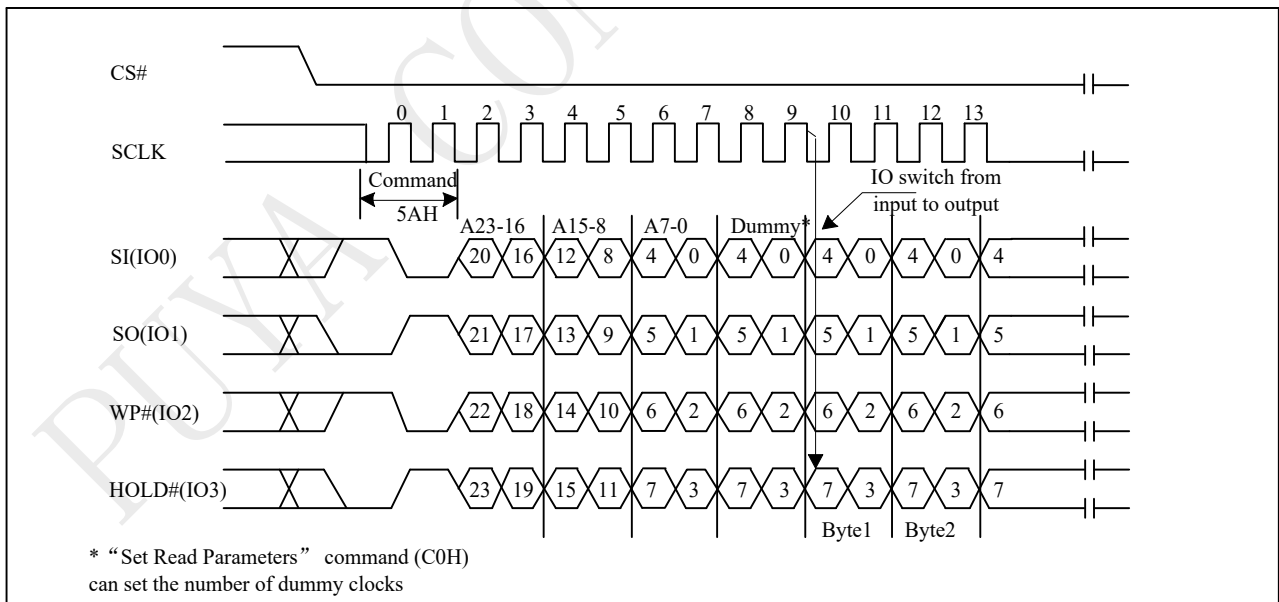 CS#
0 1 2 3 4 5 6 7 8 9 10 11 12 13
SCLK
Command
IO switch from
5AH
input to output
A23-16 A15-8 A7-0 Dummy*
SI(IO0) 20 16 12 8 4 0 4 0 4 0 4 0 4
SO(IO1) 21 17 13 9 5 1 5 1 5 1 5 1 5
WP#(IO2) 22 18 14 10 6 2 6 2 6 2 6 2 6
HOLD#(IO3) 23 19 15 11 7 3 7 3 7 3 7 3 7
Byte1 Byte2
* “Set Read Parameters” command (C0H)
can set the number of dummy clocks
PUYA CON